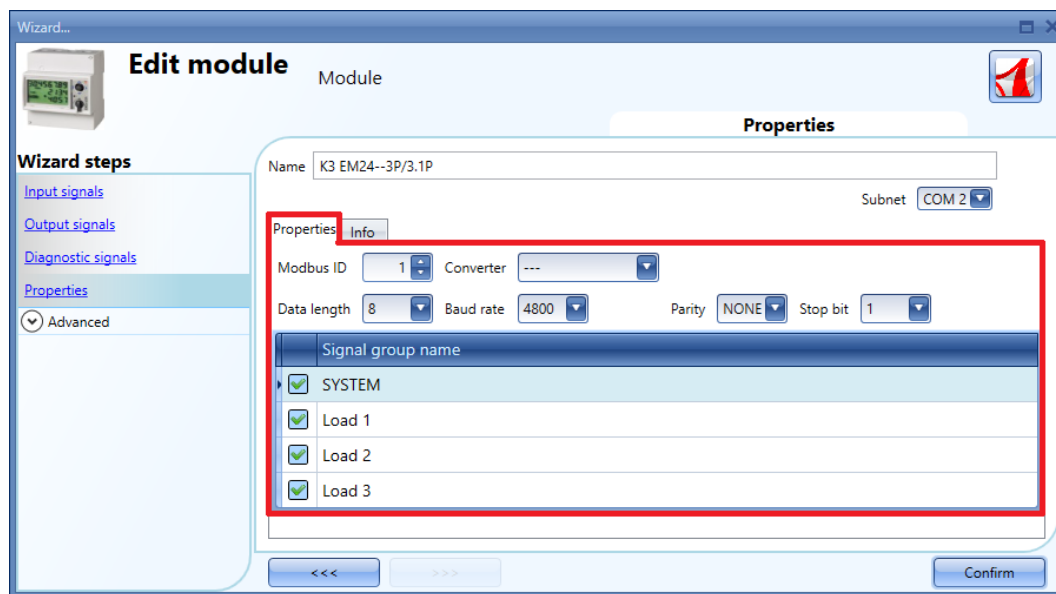 Wizard...
Edit module
Module
Properties
Wizard steps
Input signals
Output signals
Diagnostic signals
Properties
Advanced
Name K3 EM24--3P/3.1P
Subnet COM 2
Properties Info
Modbus ID 1 Converter ---
Data length 8 Baud rate 4800 Parity NONE Stop bit 1
Signal group name
SYSTEM
Load 1
Load 2
Load 3
<<< >>> Confirm